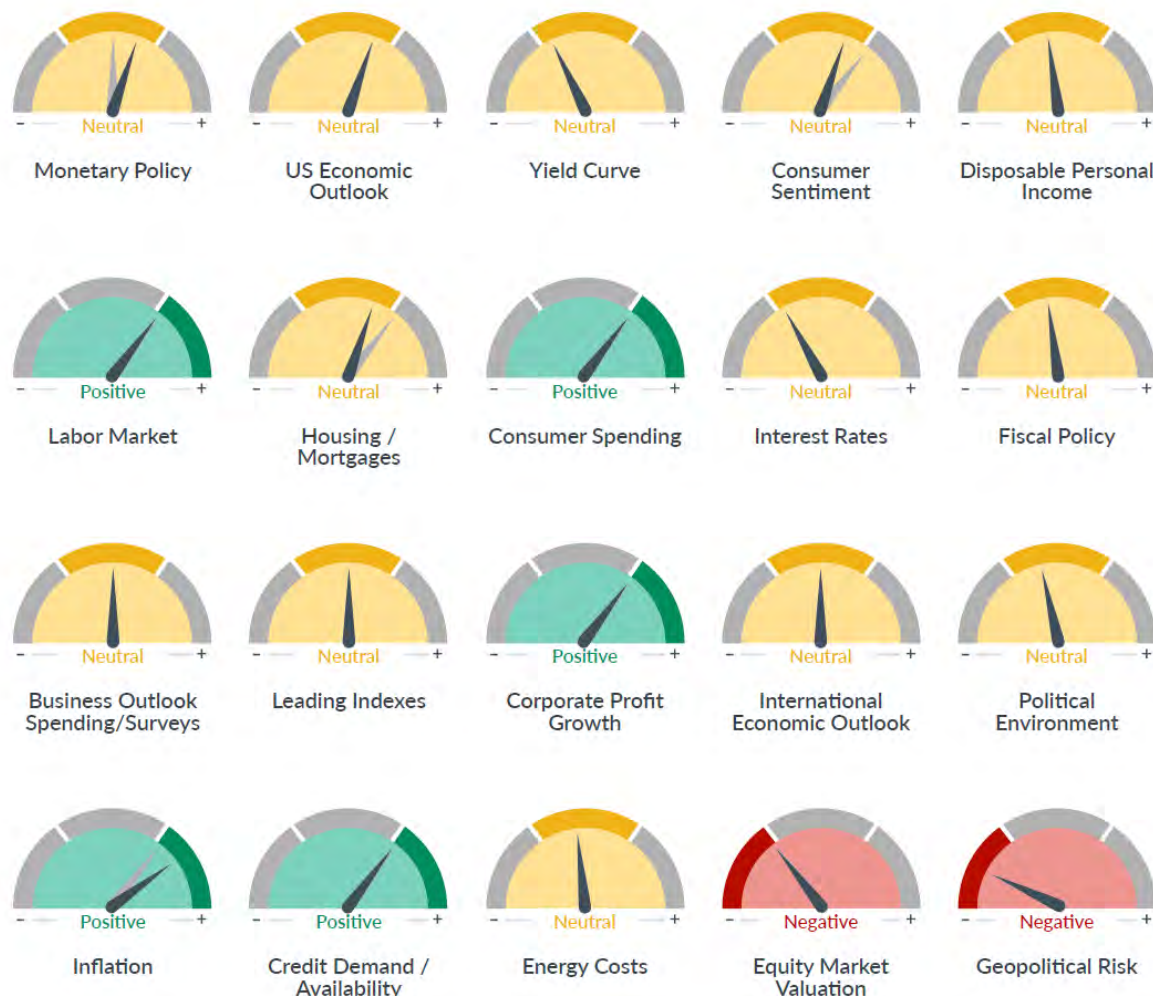 - Neutral +
- Neutral +
- Neutral +
- Neutral +
- Neutral +
Monetary Policy
US Economic
Outlook
Yield Curve
Consumer
Sentiment
Disposable Personal
Income
- Positive +
- Neutral +
- Positive +
- Neutral +
- Neutral +
Labor Market
Housing /
Mortgages
Consumer Spending
Interest Rates
Fiscal Policy
- Neutral +
- Neutral +
- Positive +
- Neutral +
- Neutral +
Business Outlook
Spending/Surveys
Leading Indexes
Corporate Profit
Growth
International
Economic Outlook
Political
Environment
- Positive +
- Positive +
- Neutral +
- Negative +
- Negative +
Inflation
Credit Demand /
Availability
Energy Costs
Equity Market
Valuation
Geopolitical Risk